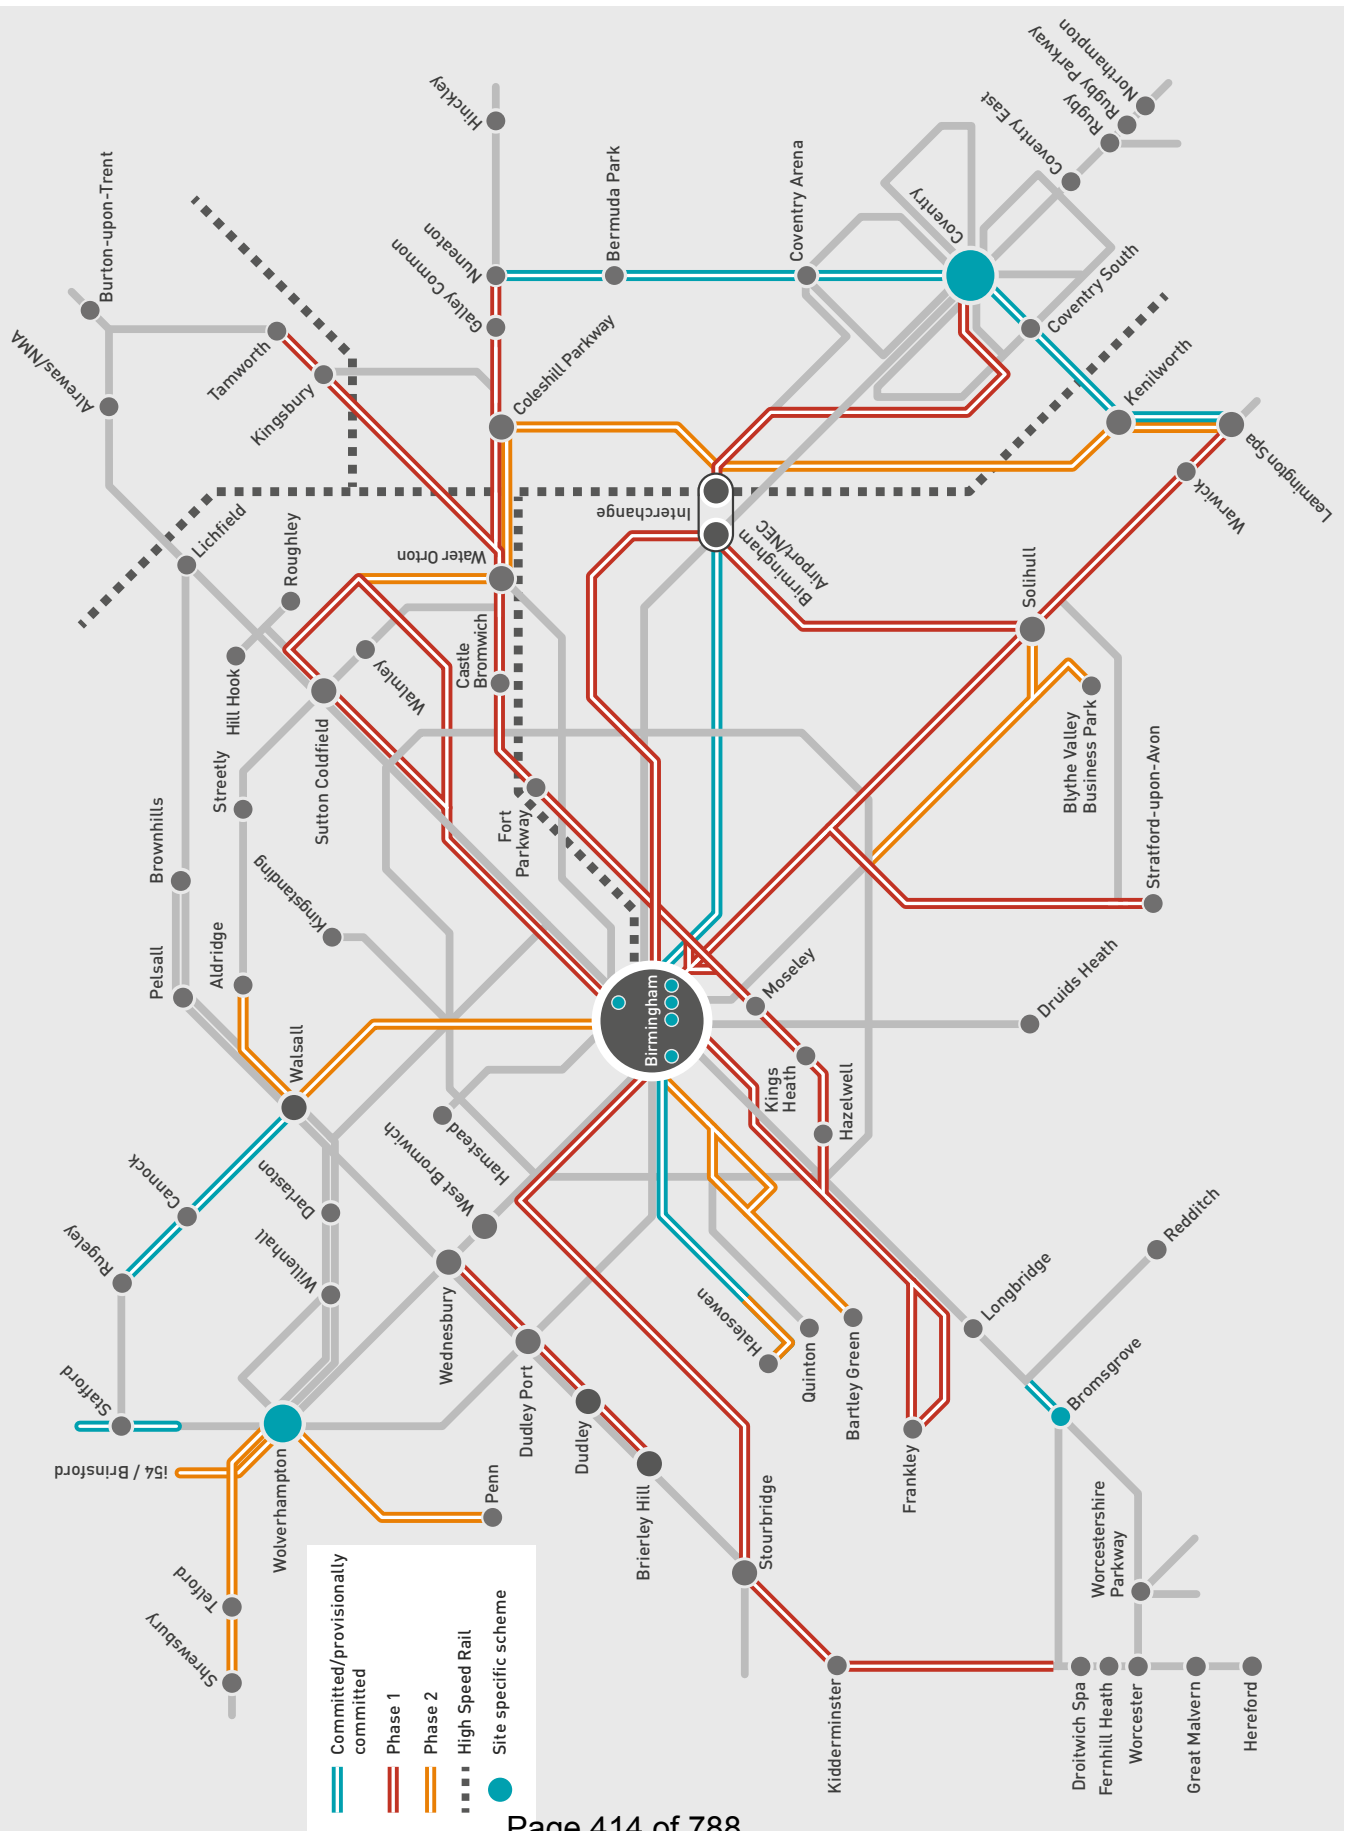 Northampton
Rugby Parkway
Rugby
Coventry East
Hinckley
Burton-upon-Trent
Alrewas/NMA
Tamworth
Kingsbury
Nuneaton
Galley Common
Bermuda Park
Coventry Arena
Coventry
Coventry South
Coleshill Parkway
Kenilworth
Leamington Spa
Warwick
Interchange
Birmingham
Airport/NEC
Lichfield
Roughley
Hill Hook
Water Orton
Castle
Bromwich
Walmley
Sutton Coldfield
Streetly
Fort
Parkway
Solihull
Blythe Valley
Business Park
Stratford-upon-Avon
Brownhills
Kingstanding
Pelsall
Aldridge
Birmingham
Moseley
Druids Heath
Kings
Heath
Hazelwell
Walsall
Hamstead
West Bromwich
Cannock
Darlaston
Rugeley
Willenhall
Wednesbury
Halesowen
Quinton
Bartley Green
Longbridge
Redditch
Bromsgrove
Stafford
i54 / Brinsford
Wolverhampton
Dudley Port
Dudley
Brierley Hill
Penn
Stourbridge
Frankley
Worcestershire
Parkway
Telford
Shrewsbury
Kidderminster
Droitwich Spa
Fernhill Heath
Worcester
Great Malvern
Hereford
Committed/provisionally
committed
Phase 1
Phase 2
High Speed Rail
Site specific scheme
Page 414 of 788